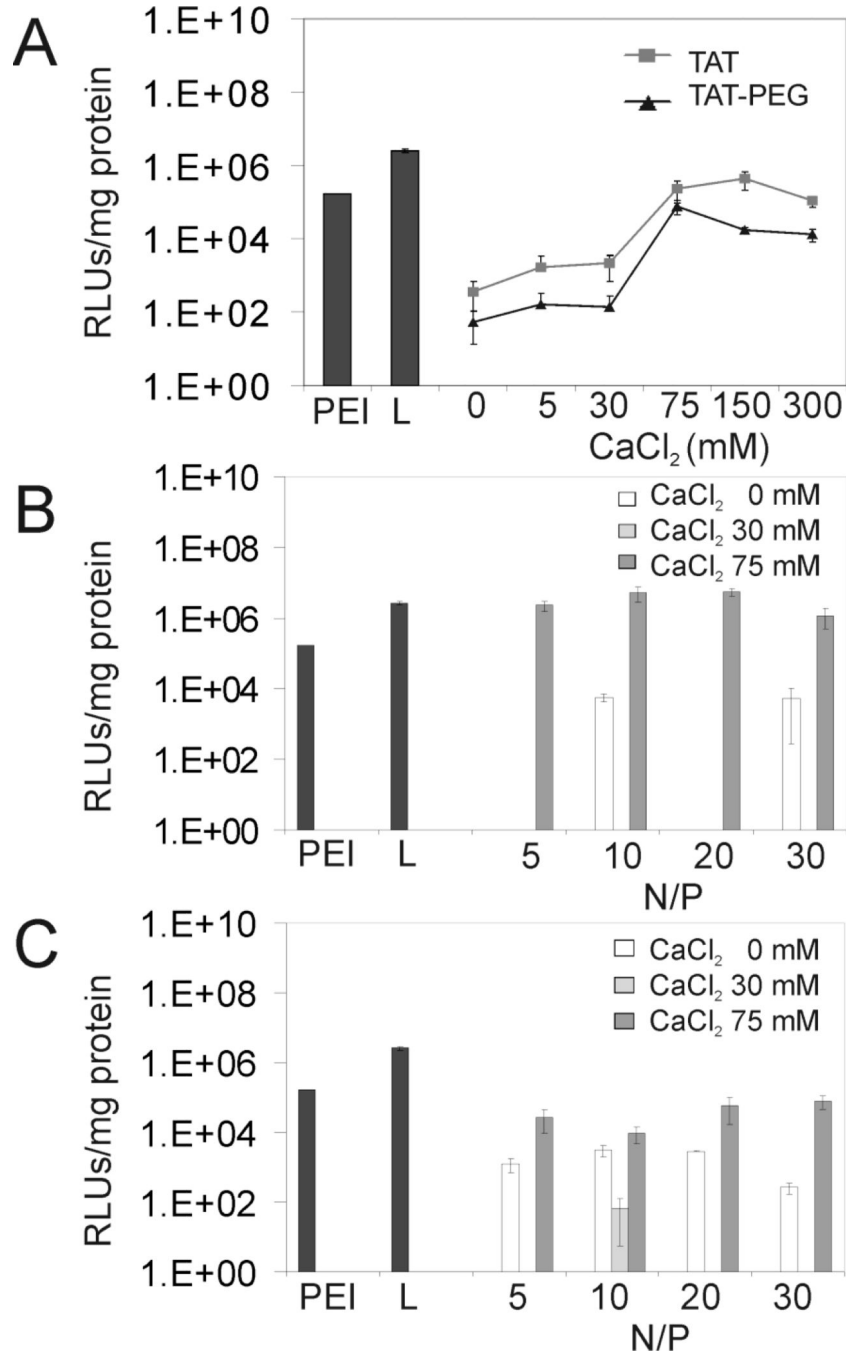 A
RLUs/mg protein
1.E+10
1.E+08
1.E+06
1.E+04
1.E+02
1.E+00
TAT
TAT-PEG
PEI L 0 5 30 75 150 300
CaCl₂ (mM)
B
RLUs/mg protein
1.E+10
1.E+08
1.E+06
1.E+04
1.E+02
1.E+00
CaCl₂ 0 mM
CaCl₂ 30 mM
CaCl₂ 75 mM
PEI L 5 10 20 30
N/P
C
RLUs/mg protein
1.E+10
1.E+08
1.E+06
1.E+04
1.E+02
1.E+00
CaCl₂ 0 mM
CaCl₂ 30 mM
CaCl₂ 75 mM
PEI L 5 10 20 30
N/P